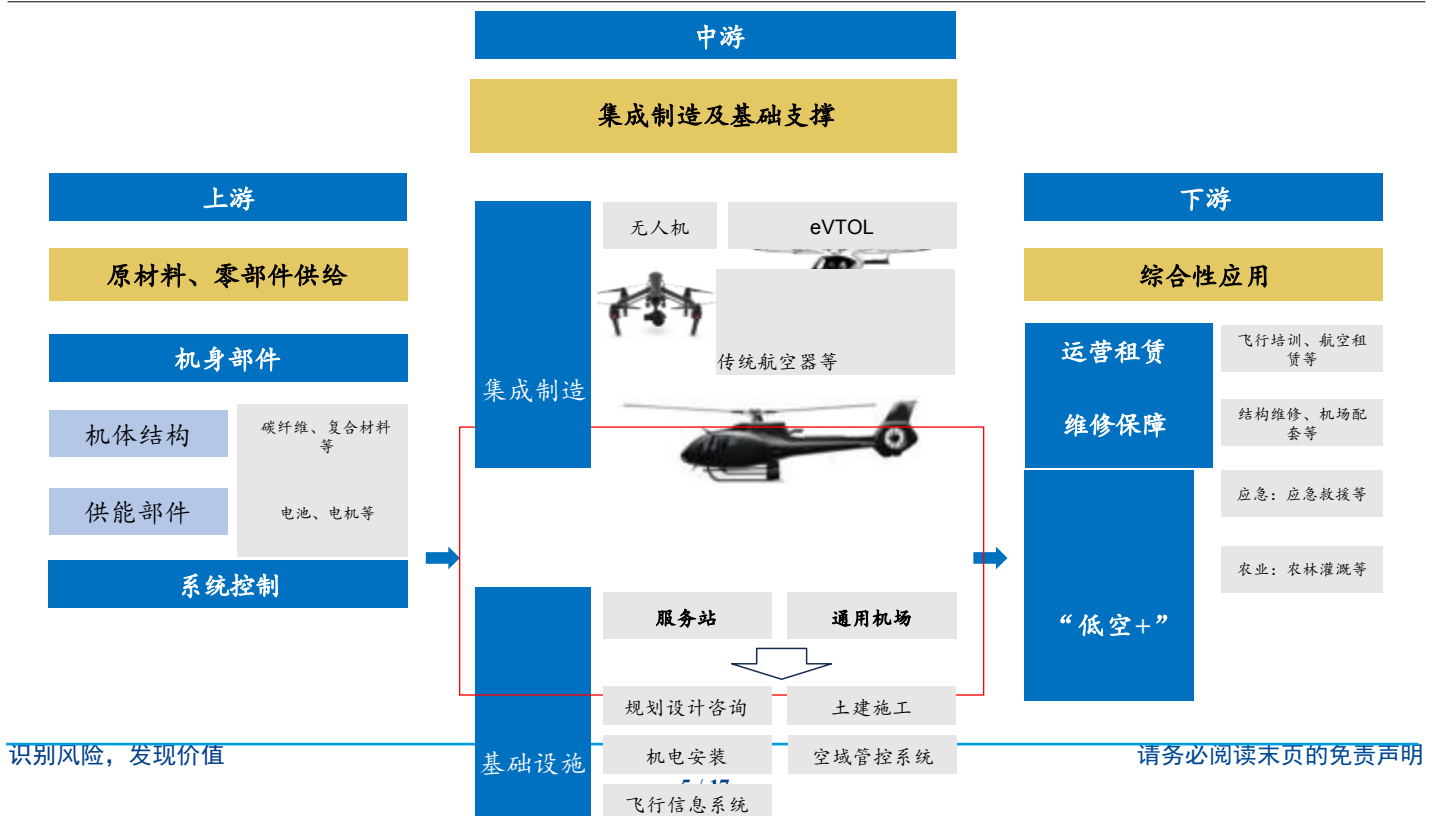 中游
集成制造及基础支撑
上游
原材料、零部件供给
机身部件
机体结构
碳纤维、复合材料
等
供能部件
电池、电机等
系统控制
集成制造
无人机
eVTOL
传统航空器等
基础设施
服务站
通用机场
规划设计咨询
土建施工
机电安装
空域管控系统
飞行信息系统
下游
综合性应用
运营租赁
飞行培训、航空租
赁等
维修保障
结构维修、机场配
套等
“低空+”
应急：应急救援等
农业：农林灌溉等
识别风险，发现价值
请务必阅读末页的免责声明
5 / 17